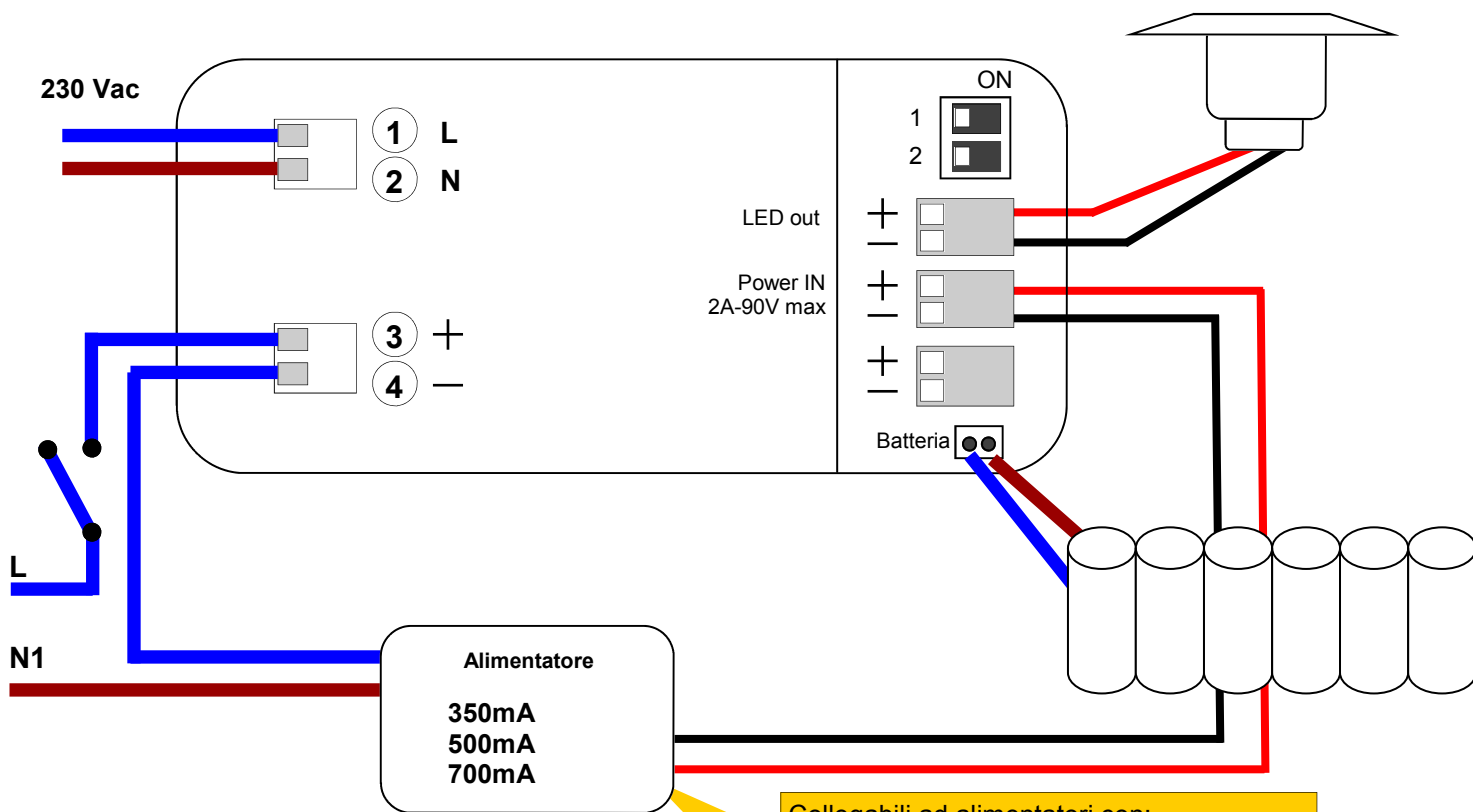 230 Vac
1 L
2 N
ON
1
2
LED out
+
−
Power IN
2A-90V max
+
−
3 +
4 −
+
−
Batteria
L
N1
Alimentatore
350mA
500mA
700mA